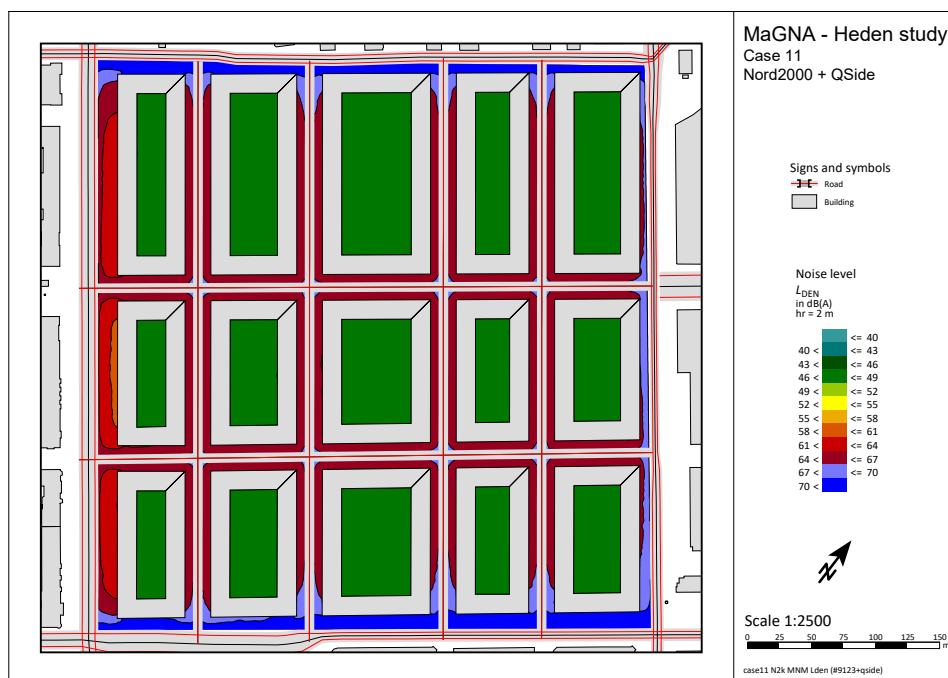 MaGNA - Heden study
Case 11
Nord2000 + QSide
Signs and symbols
Road
Building
Noise level
LDEN
in dB(A)
hr = 2 m
<= 40
40 < <= 43
43 < <= 46
46 < <= 49
49 < <= 52
52 < <= 55
55 < <= 58
58 < <= 61
61 < <= 64
64 < <= 67
67 < <= 70
70 <
N
Scale 1:2500
0 25 50 75 100 125 150
m
case11 N2k MNM Lden (#9123+qside)